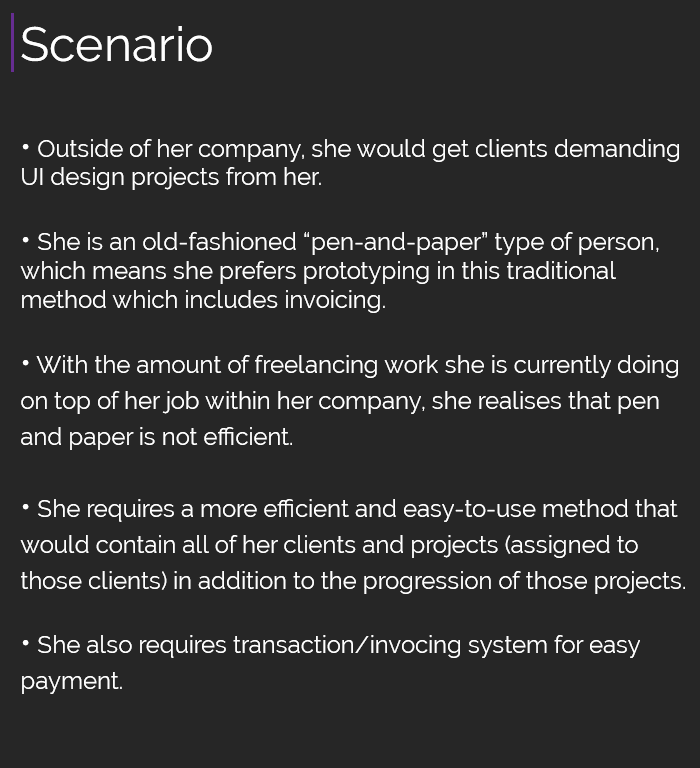 Scenario
• Outside of her company, she would get clients demanding
UI design projects from her.
• She is an old-fashioned “pen-and-paper” type of person,
which means she prefers prototyping in this traditional
method which includes invoicing.
• With the amount of freelancing work she is currently doing
on top of her job within her company, she realises that pen
and paper is not efficient.
• She requires a more efficient and easy-to-use method that
would contain all of her clients and projects (assigned to
those clients) in addition to the progression of those projects.
• She also requires transaction/invocing system for easy
payment.